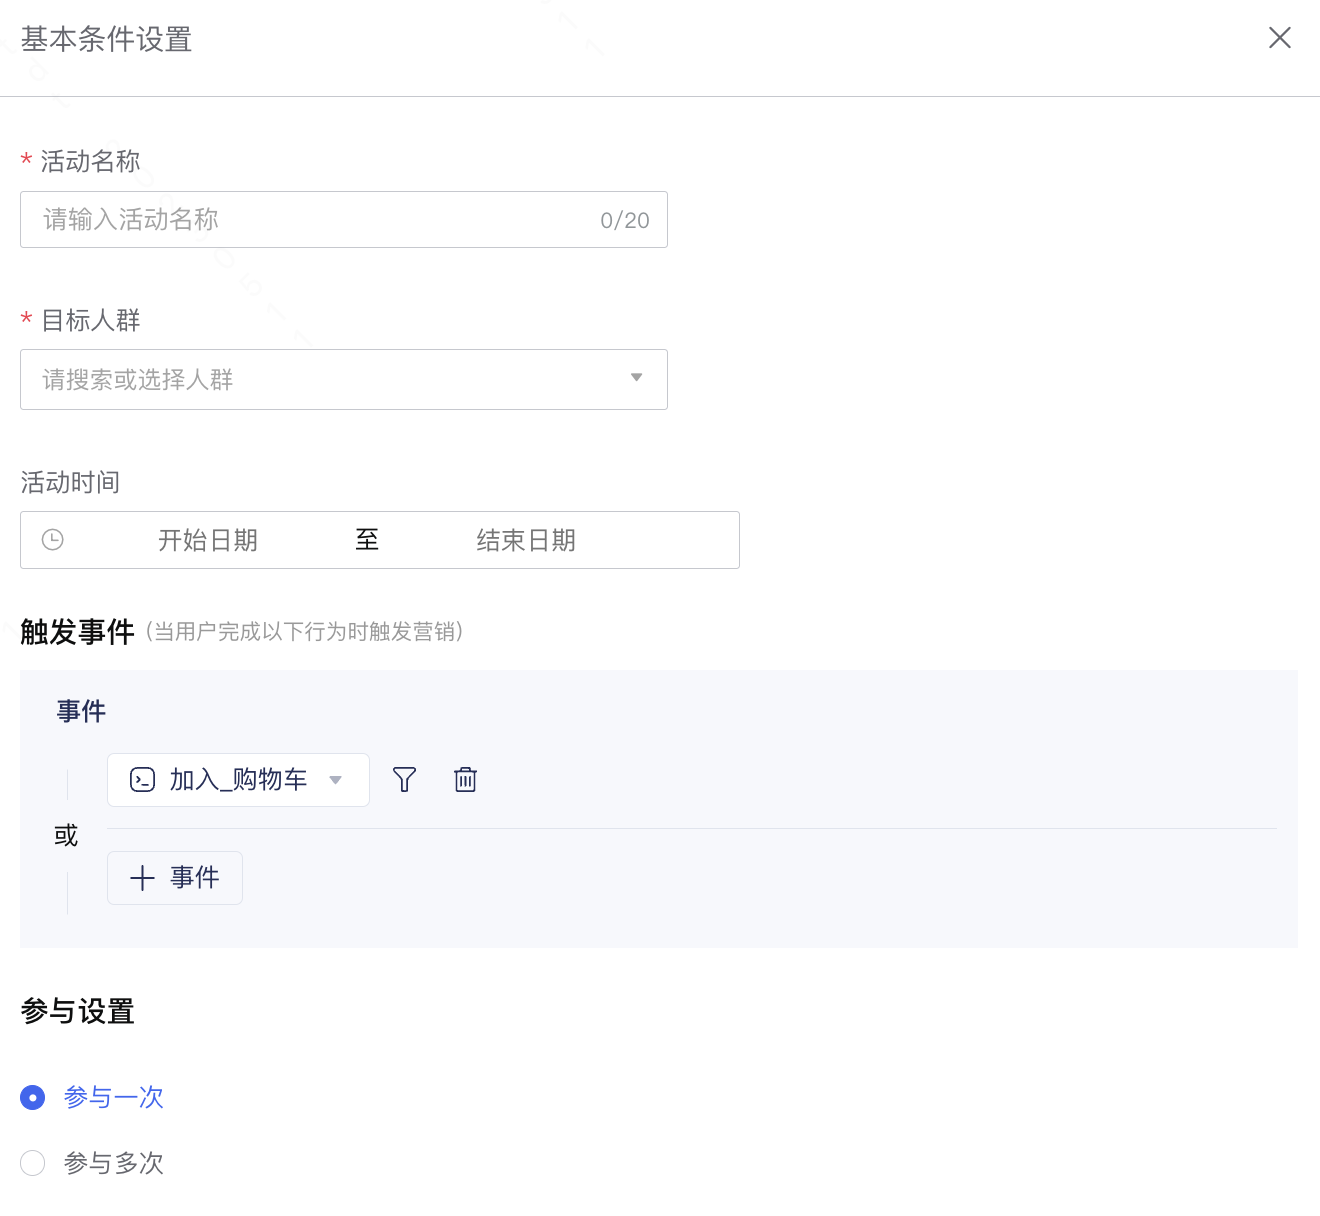 基本条件设置
* 活动名称
请输入活动名称 0/20
* 目标人群
请搜索或选择人群
活动时间
开始日期 至 结束日期
触发事件 (当用户完成以下行为时触发营销)
事件
加入_购物车
或
事件
参与设置
参与一次
参与多次